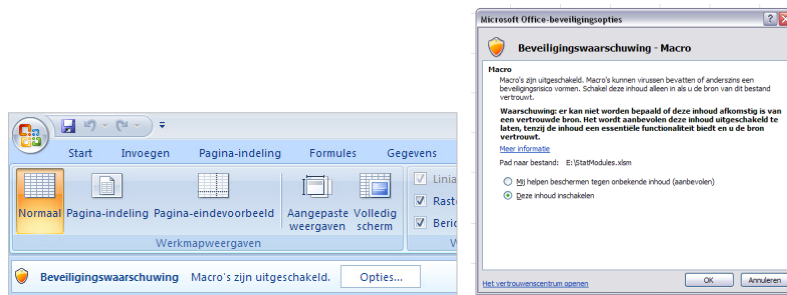 Start Invoegen Pagina-indeling Formules Gegevens
Linia
Normaal Pagina-indeling Pagina-eindevoorbeeld Aangepaste Volledig
weergaven scherm
Raste
Beric
Werkmapweergaven W
Beveiligingswaarschuwing Macro's zijn uitgeschakeld. Opties...
Microsoft Office-beveiligingsopties
Beveiligingswaarschuwing - Macro
Macro
Macro's zijn uitgeschakeld. Macro's kunnen virussen bevatten of anderszins een
beveiligingsrisico vormen. Schakel deze inhoud alleen in als u de bron van dit bestand
vertrouwt.
Waarschuwing: er kan niet worden bepaald of deze inhoud afkomstig is van
een vertrouwde bron. Het wordt aanbevolen deze inhoud uitgeschakeld te
laten, tenzij de inhoud een essentiële functionaliteit biedt en u de bron
vertrouwt.
Meer informatie
Pad naar bestand: E:\StatModules.xlsm
Mij helpen beschermen tegen onbekende inhoud (aanbevolen)
Deze inhoud inschakelen
Het vertrouwenscentrum openen OK Annuleren